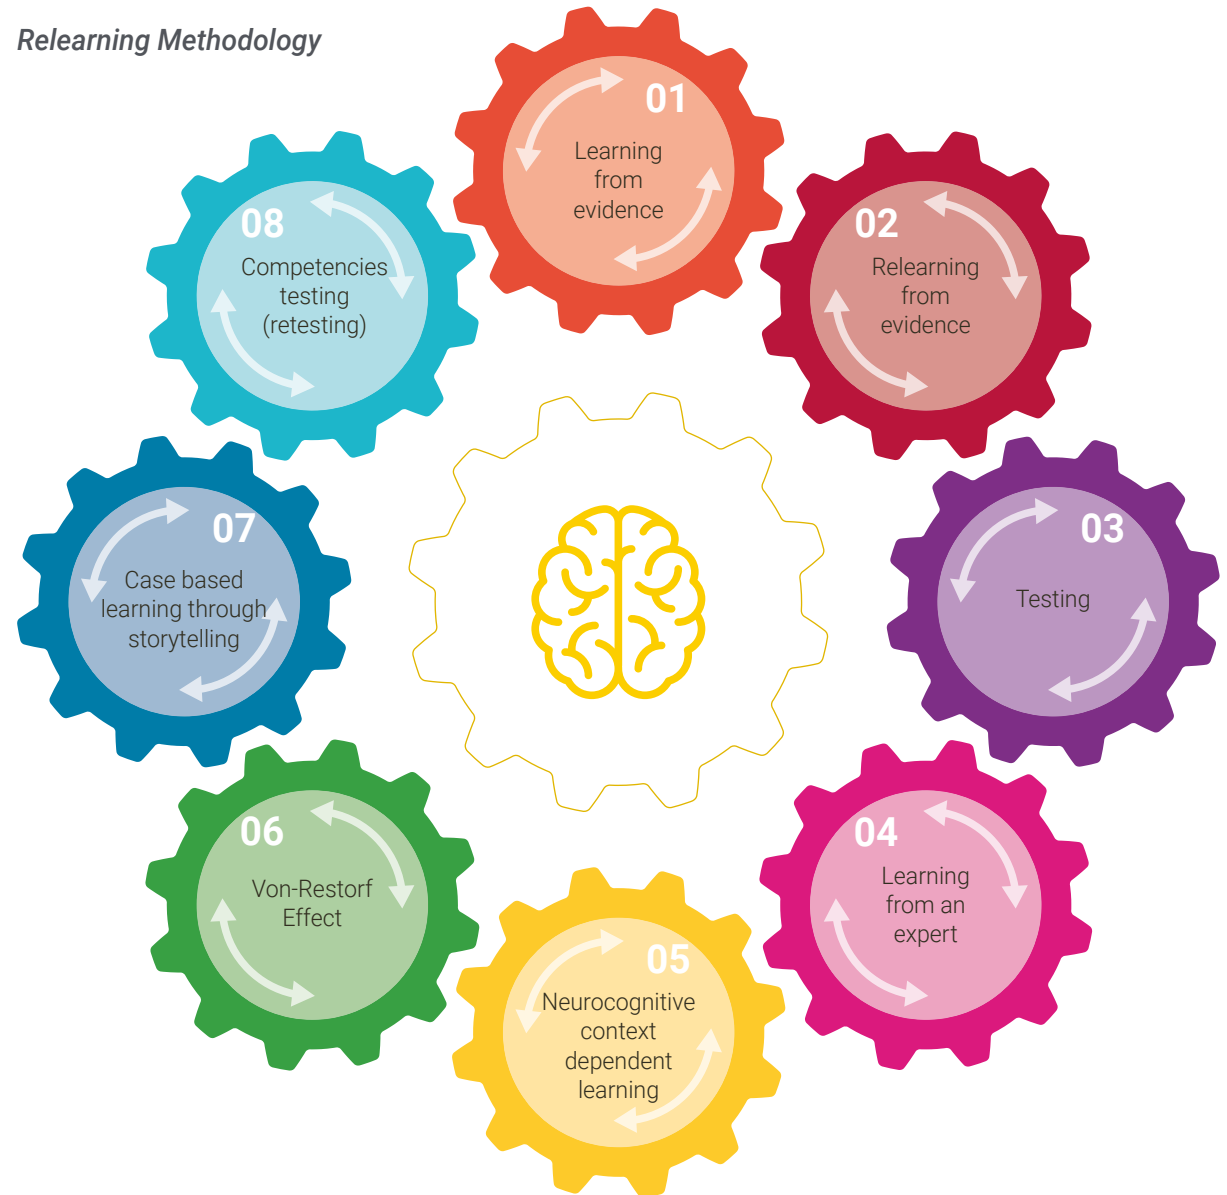 Relearning Methodology
01
Learning
from
evidence
02
Relearning
from
evidence
03
Testing
04
Learning
from an
expert
05
Neurocognitive
context
dependent
learning
06
Von-Restorf
Effect
07
Case based
learning through
storytelling
08
Competencies
testing
(retesting)